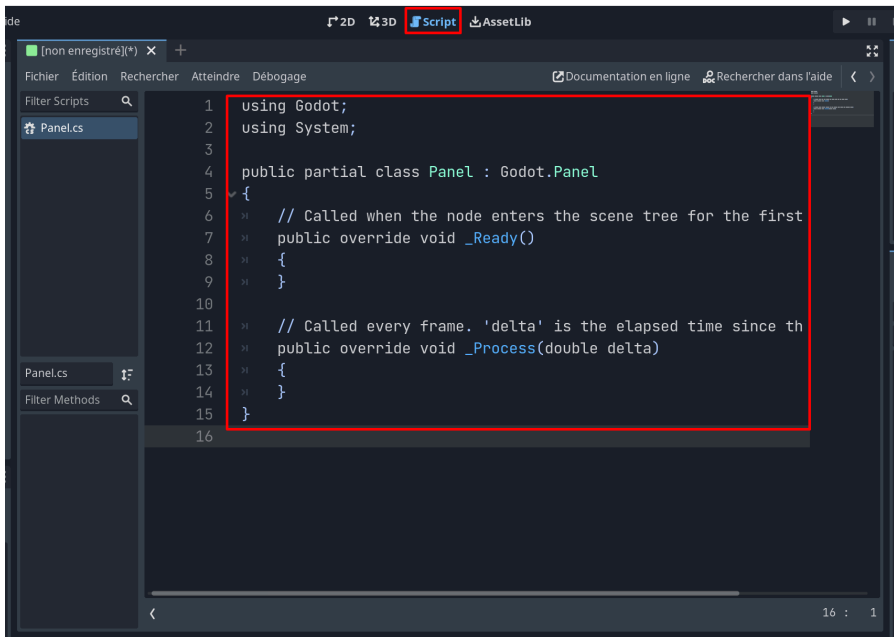 ide
2D 3D Script AssetLib
[non enregistré](*)
Fichier Édition Rechercher Atteindre Débogage Documentation en ligne Rechercher dans l'aide
Filter Scripts
Panel.cs
1 using Godot;
2 using System;
3
4 public partial class Panel : Godot.Panel
5 {
6 // Called when the node enters the scene tree for the first
7 public override void _Ready()
8 {
9 }
10
11 // Called every frame. 'delta' is the elapsed time since th
12 public override void _Process(double delta)
13 {
14 }
15 }
16
Panel.cs
Filter Methods
16 : 1